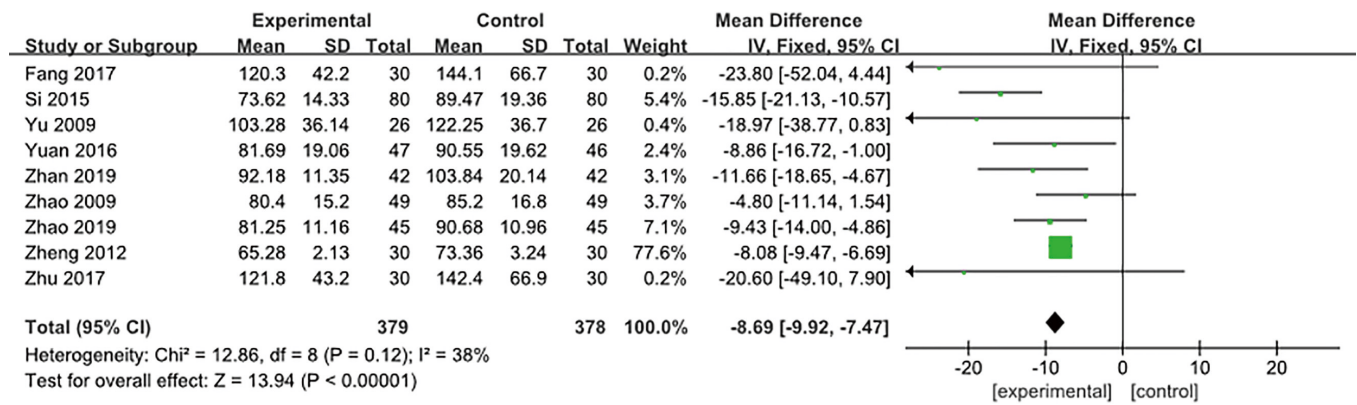 Experimental Control Mean Difference Mean Difference
Study or Subgroup Mean SD Total Mean SD Total Weight IV, Fixed, 95% CI IV, Fixed, 95% CI
Fang 2017 120.3 42.2 30 144.1 66.7 30 0.2% -23.80 [-52.04, 4.44]
Si 2015 73.62 14.33 80 89.47 19.36 80 5.4% -15.85 [-21.13, -10.57]
Yu 2009 103.28 36.14 26 122.25 36.7 26 0.4% -18.97 [-38.77, 0.83]
Yuan 2016 81.69 19.06 47 90.55 19.62 46 2.4% -8.86 [-16.72, -1.00]
Zhan 2019 92.18 11.35 42 103.84 20.14 42 3.1% -11.66 [-18.65, -4.67]
Zhao 2009 80.4 15.2 49 85.2 16.8 49 3.7% -4.80 [-11.14, 1.54]
Zhao 2019 81.25 11.16 45 90.68 10.96 45 7.1% -9.43 [-14.00, -4.86]
Zheng 2012 65.28 2.13 30 73.36 3.24 30 77.6% -8.08 [-9.47, -6.69]
Zhu 2017 121.8 43.2 30 142.4 66.9 30 0.2% -20.60 [-49.10, 7.90]
Total (95% CI) 379 378 100.0% -8.69 [-9.92, -7.47]
Heterogeneity: Chi² = 12.86, df = 8 (P = 0.12); I² = 38%
Test for overall effect: Z = 13.94 (P < 0.00001)
-20 -10 0 10 20
[experimental] [control]